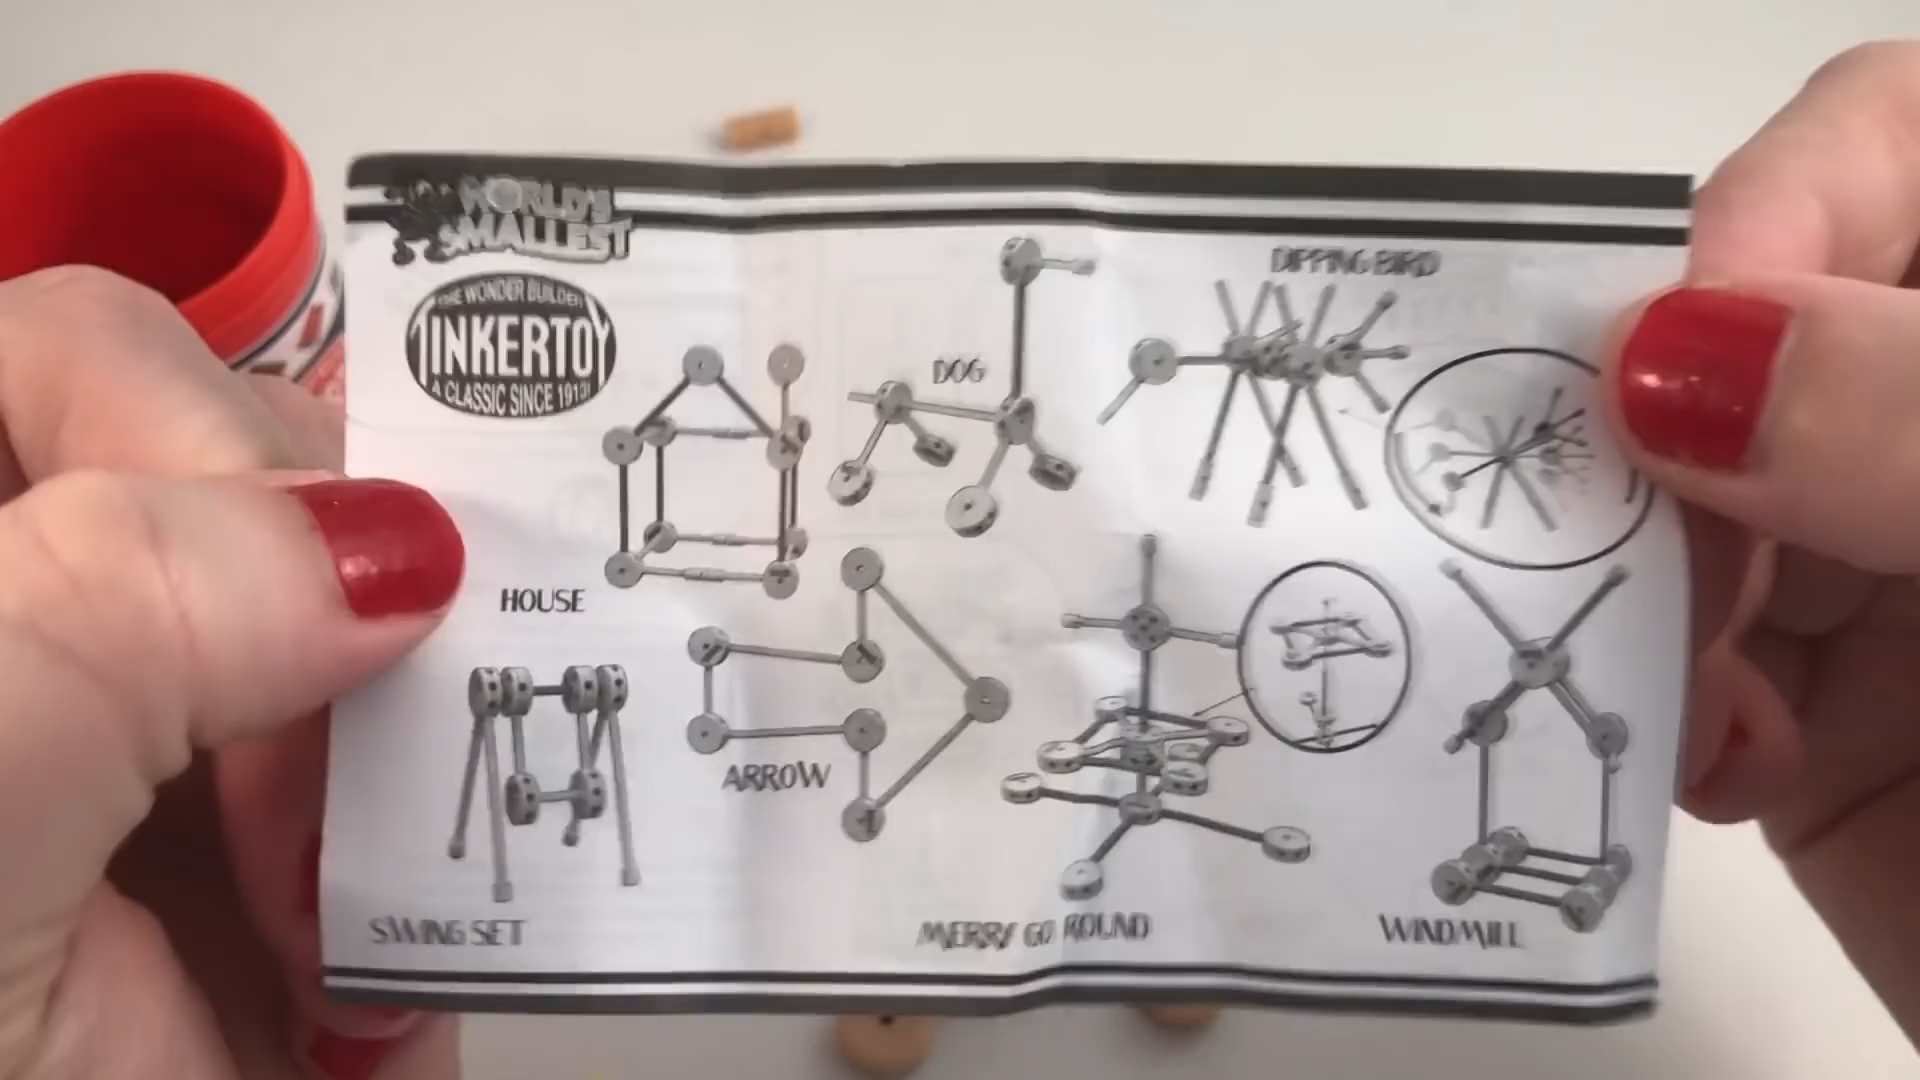 WORLD'S
SMALLEST
THE WONDER BUILDER
TINKERTOY
A CLASSIC SINCE 1913!
DIPPING BIRD
DOG
HOUSE
ARROW
SWING SET
MERRY GO ROUND
WINDMILL